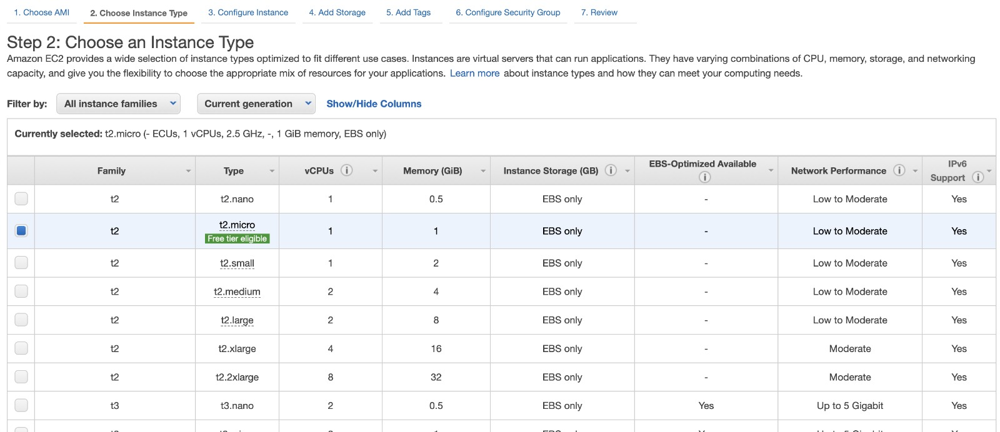 1. Choose AMI 2. Choose Instance Type 3. Configure Instance 4. Add Storage 5. Add Tags 6. Configure Security Group 7. Review
Step 2: Choose an Instance Type
Amazon EC2 provides a wide selection of instance types optimized to fit different use cases. Instances are virtual servers that can run applications. They have varying combinations of CPU, memory, storage, and networking
capacity, and give you the flexibility to choose the appropriate mix of resources for your applications. Learn more about instance types and how they can meet your computing needs.
Filter by: All instance families Current generation Show/Hide Columns
Currently selected: t2.micro (- ECUs, 1 vCPUs, 2.5 GHz, -, 1 GiB memory, EBS only)
Family Type vCPUs Memory (GiB) Instance Storage (GB) EBS-Optimized Available Network Performance IPv6 Support
t2 t2.nano 1 0.5 EBS only - Low to Moderate Yes
t2 t2.micro 1 1 EBS only - Low to Moderate Yes
Free tier eligible
t2 t2.small 1 2 EBS only - Low to Moderate Yes
t2 t2.medium 2 4 EBS only - Low to Moderate Yes
t2 t2.large 2 8 EBS only - Low to Moderate Yes
t2 t2.xlarge 4 16 EBS only - Moderate Yes
t2 t2.2xlarge 8 32 EBS only - Moderate Yes
t3 t3.nano 2 0.5 EBS only Yes Up to 5 Gigabit Yes